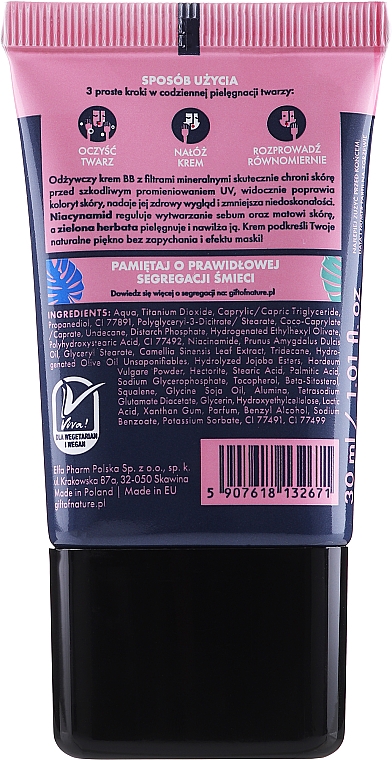 SPOSÓB UŻYCIA
3 proste kroki w codziennej pielęgnacji twarzy:
OCZYŚĆ
TWARZ
NAŁÓŻ
KREM
ROZPROWADŹ
RÓWNOMIERNIE
Odżywczy krem BB z filtrami mineralnymi skutecznie chroni skórę
przed szkodliwym promieniowaniem UV, widocznie poprawia
koloryt skóry, nadaje jej zdrowy wygląd i zmniejsza niedoskonałości.
Niacynamid reguluje wytwarzanie sebum oraz matowi skórę,
a zielona herbata pielęgnuje i nawilża ją. Krem podkreśli Twoje
naturalne piękno bez zapychania i efektu maski!
PAMIĘTAJ O PRAWIDŁOWEJ
SEGREGACJI ŚMIECI
Dowiedz się więcej o segregacji na: giftofnature.pl
INGREDIENTS: Aqua, Titanium Dioxide, Caprylic/Capric Triglyceride,
Propanediol, CI 77891, Polyglyceryl-3-Dicitrate/ Stearate, Coco-Caprylate
/Caprate, Undecane, Distarch Phosphate, Hydrogenated Ethylhexyl Olivate,
Polyhydroxystearic Acid, CI 77492, Niacinamide, Prunus Amygdalus Dulcis
Oil, Glyceryl Stearate, Camellia Sinensis Leaf Extract, Tridecane, Hydro-
genated Olive Oil Unsaponifiables, Hydrolyzed Jojoba Esters, Hordeum
Vulgare Powder, Hectorite, Stearic Acid, Palmitic Acid,
Sodium Glycerophosphate, Tocopherol, Beta-Sitosterol,
Squalene, Glycine Soja Oil, Alumina, Tetrasodium
Glutamate Diacetate, Glycerin, Hydroxyethylcellulose, Lactic
Acid, Xanthan Gum, Parfum, Benzyl Alcohol, Sodium
Benzoate, Potassium Sorbate, CI 77491, CI 77499
Viva!
DLA WEGETARIAN
I WEGAN
Elfa Pharm Polska Sp. z o.o., sp. k.
ul. Krakowska 87a, 32-050 Skawina
Made in Poland | Made in EU
giftofnature.pl
5 907618 132671
30 ml / 1.01 fl. oz
NAJLEPIEJ ZUŻYĆ PRZED KOŃCEM